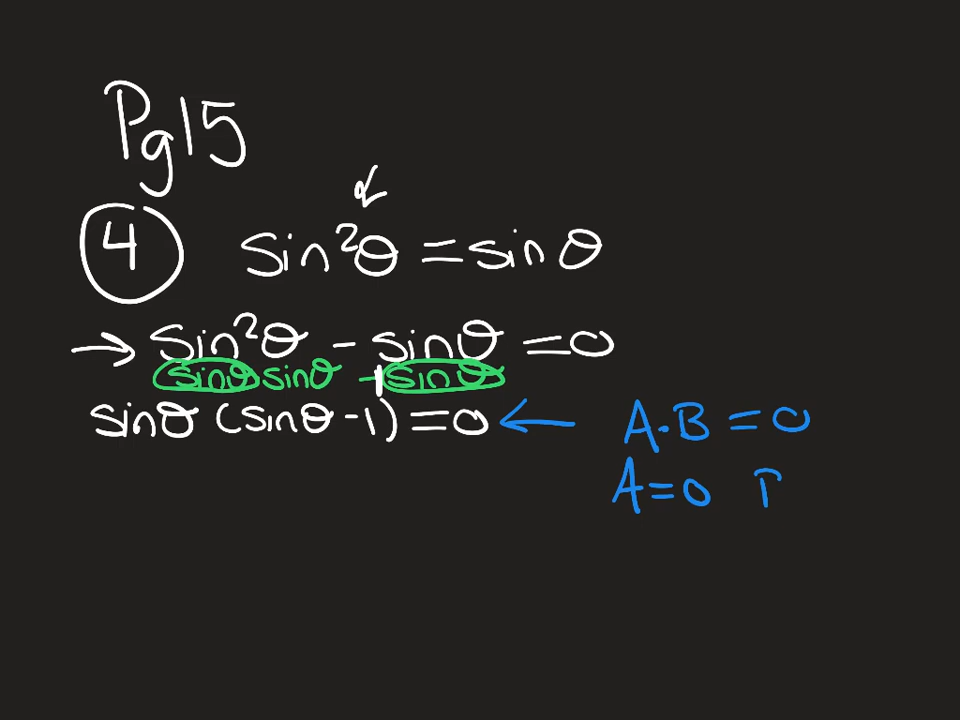 Pg15
4 sin²θ = sinθ
→ sin²θ - sinθ = 0
sinθ sinθ - 1 sinθ
sinθ (sinθ - 1) = 0 ← A·B = 0
A = 0